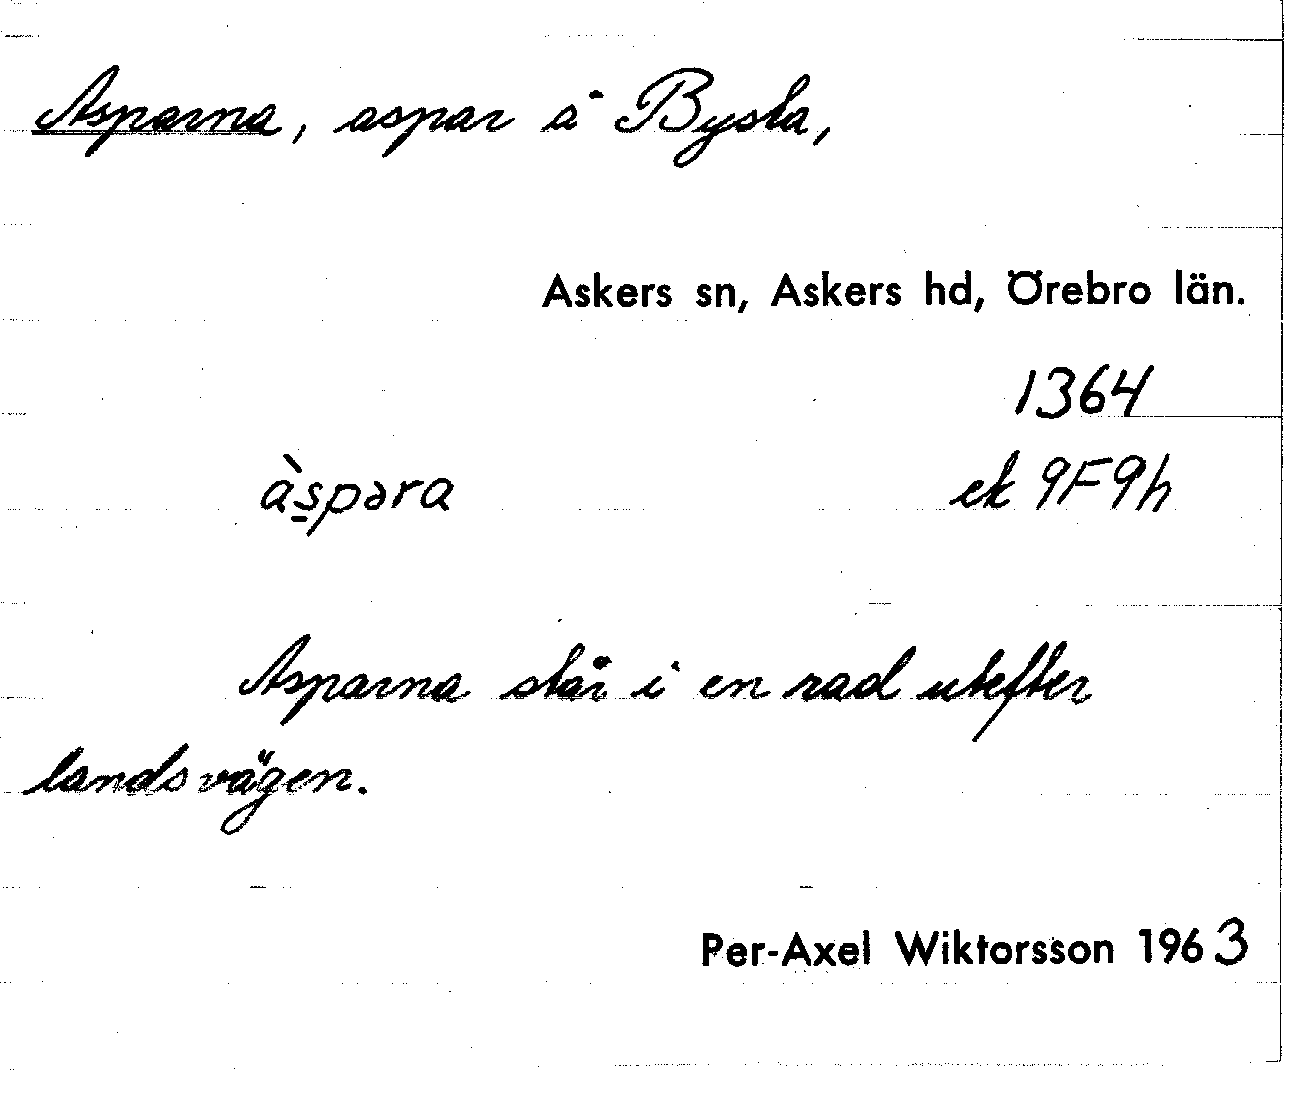 Asparna, aspar å Bysta,
Askers sn, Askers hd, Örebro län.
1364
àspəra
ek 9F9h
Asparna står i en rad utefter
landsvägen.
Per-Axel Wiktorsson 1963